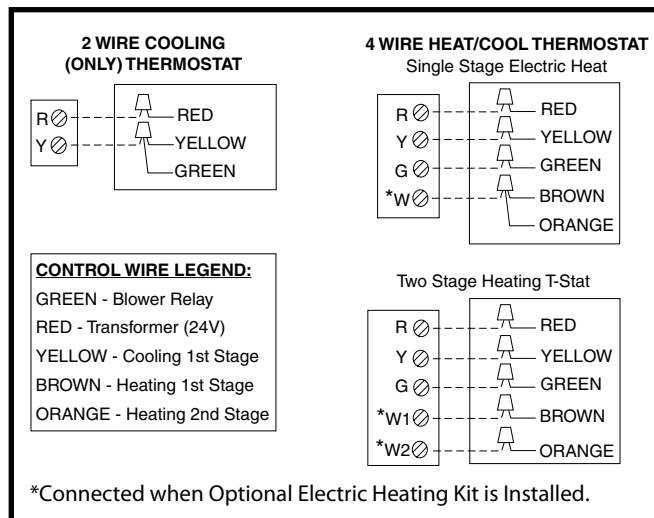 2 WIRE COOLING
(ONLY) THERMOSTAT
R
Y
RED
YELLOW
GREEN
4 WIRE HEAT/COOL THERMOSTAT
Single Stage Electric Heat
R
Y
G
*W
RED
YELLOW
GREEN
BROWN
ORANGE
CONTROL WIRE LEGEND:
GREEN - Blower Relay
RED - Transformer (24V)
YELLOW - Cooling 1st Stage
BROWN - Heating 1st Stage
ORANGE - Heating 2nd Stage
Two Stage Heating T-Stat
R
Y
G
*W1
*W2
RED
YELLOW
GREEN
BROWN
ORANGE
*Connected when Optional Electric Heating Kit is Installed.